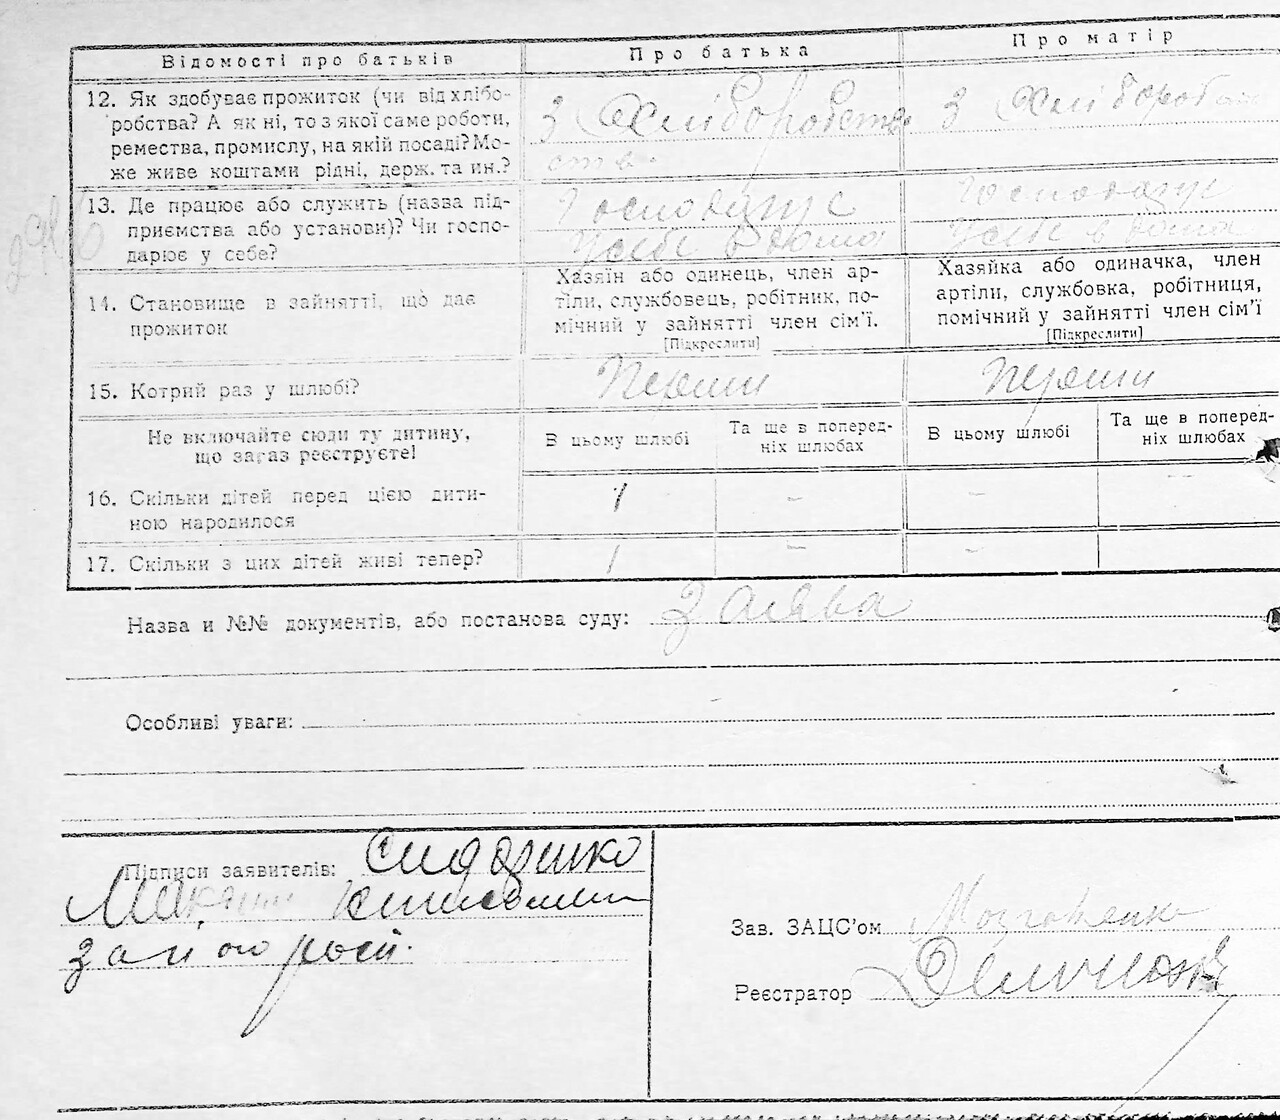 Відомості про батьків Про батька Про матір
12. Як здобуває прожиток (чи від хлібо-
робства? А як ні, то з якої саме роботи,
ремества, промислу, на якій посаді? Мо-
же живе коштами рідні, держ. та ин.?
З Хліборобства
З Хлібороб
13. Де працює або служить (назва під-
приємства або установи)? Чи госпо-
дарює у себе?
Господарує
Господарує
14. Становище в зайнятті, що дає
прожиток
Хазяїн або одинець, член ар-
тіли, службовець, робітник, по-
мічний у зайнятті член сім'ї.
[Підкреслити]
Хазяйка або одиначка, член
артіли, службовка, робітниця,
помічний у зайнятті член сім'ї
[Підкреслити]
15. Котрий раз у шлюбі? Перши Перши
Не включайте сюди ту дитину,
що зараз реєструєте!
В цьому шлюбі
Та ще в поперед-
ніх шлюбах
В цьому шлюбі
Та ще в поперед-
ніх шлюбах
16. Скільки дітей перед цією дити-
ною народилося
1 – – –
17. Скільки з цих дітей живі тепер? 1 – –
Назва и №№ документів, або постанова суду: Заява
Особливі уваги:
Підписи заявителів: Сидоренко
Зав. ЗАЦС'ом
Реєстратор